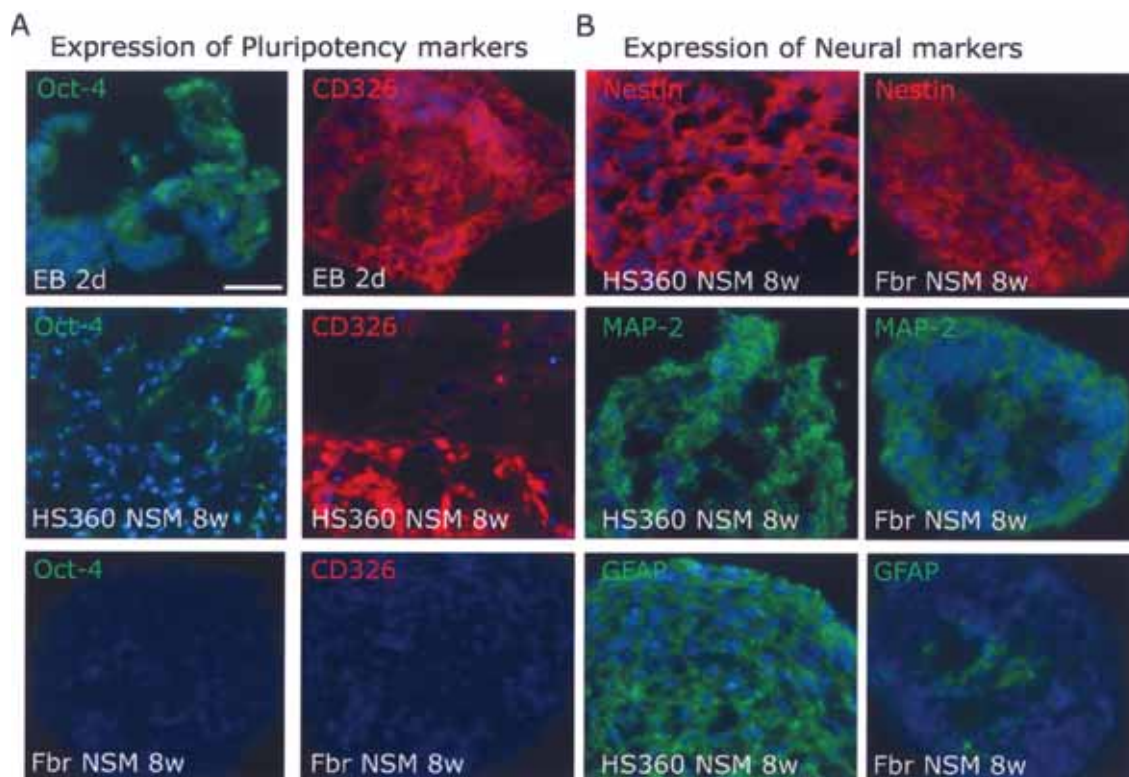 A
Expression of Pluripotency markers
B
Expression of Neural markers
Oct-4
CD326
Nestin
Nestin
EB 2d
EB 2d
HS360 NSM 8w
Fbr NSM 8w
Oct-4
CD326
MAP-2
MAP-2
HS360 NSM 8w
HS360 NSM 8w
HS360 NSM 8w
Fbr NSM 8w
Oct-4
CD326
GFAP
GFAP
Fbr NSM 8w
Fbr NSM 8w
HS360 NSM 8w
Fbr NSM 8w